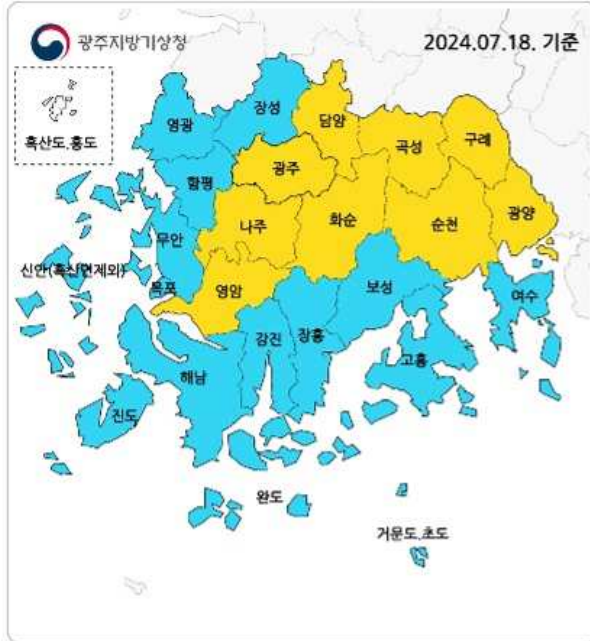 광주지방기상청
2024.07.18. 기준
흑산도.홍도
영광
장성
담양
곡성
구례
함평
광주
광양
나주
화순
순천
무안
신안(흑산면제외)
목포
영암
보성
여수
강진
장흥
고흥
해남
진도
완도
거문도.초도